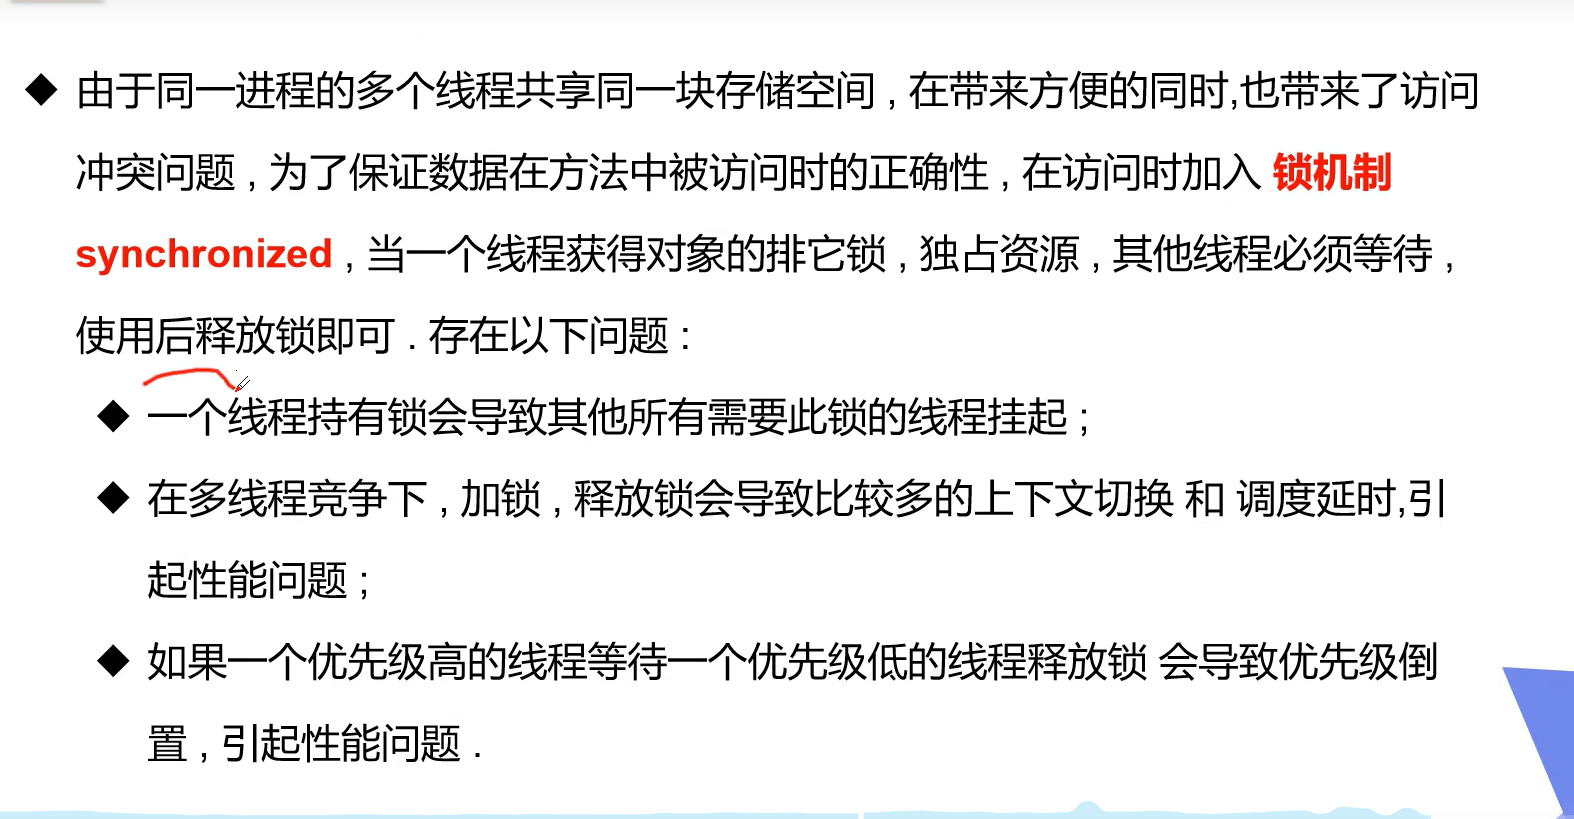 ◆ 由于同一进程的多个线程共享同一块存储空间 , 在带来方便的同时,也带来了访问
冲突问题 , 为了保证数据在方法中被访问时的正确性 , 在访问时加入 锁机制
synchronized , 当一个线程获得对象的排它锁 , 独占资源 , 其他线程必须等待 ,
使用后释放锁即可 . 存在以下问题 :
◆ 一个线程持有锁会导致其他所有需要此锁的线程挂起 ;
◆ 在多线程竞争下 , 加锁 , 释放锁会导致比较多的上下文切换 和 调度延时,引
起性能问题 ;
◆ 如果一个优先级高的线程等待一个优先级低的线程释放锁 会导致优先级倒
置 , 引起性能问题 .